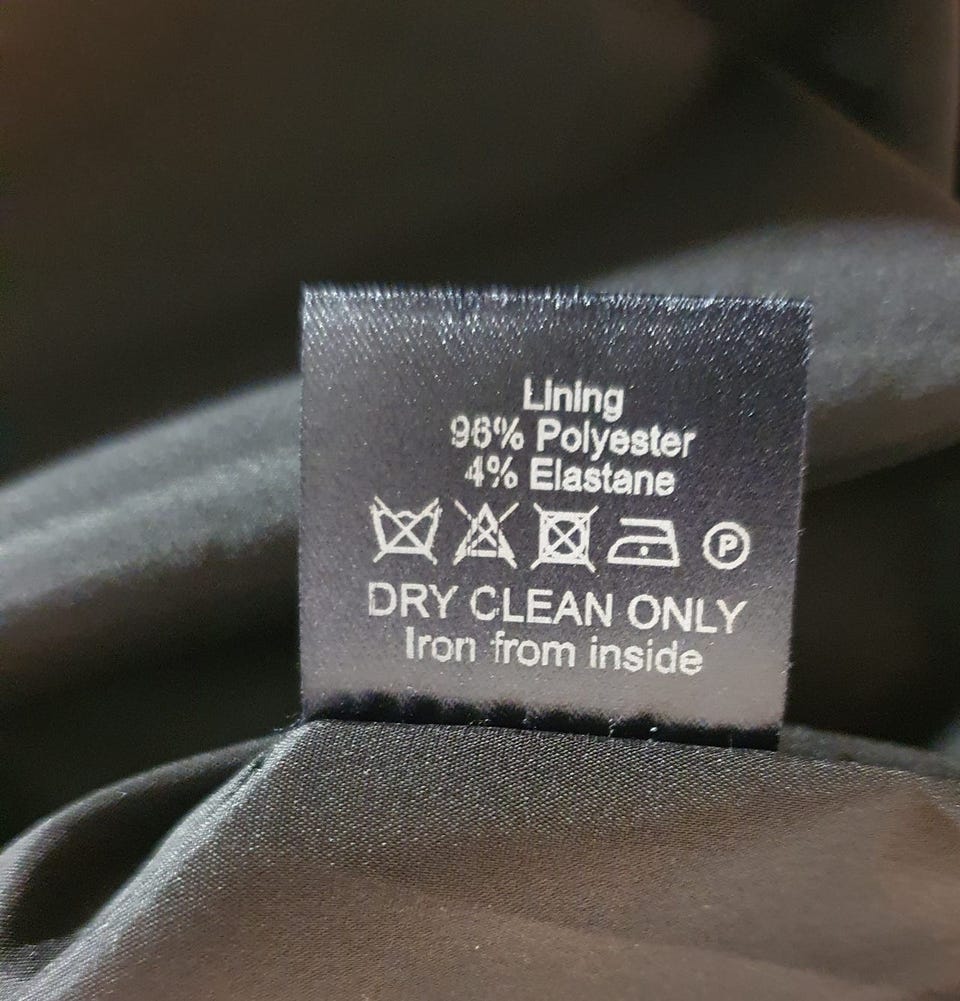 Lining
96% Polyester
4% Elastane
P
DRY CLEAN ONLY
Iron from inside